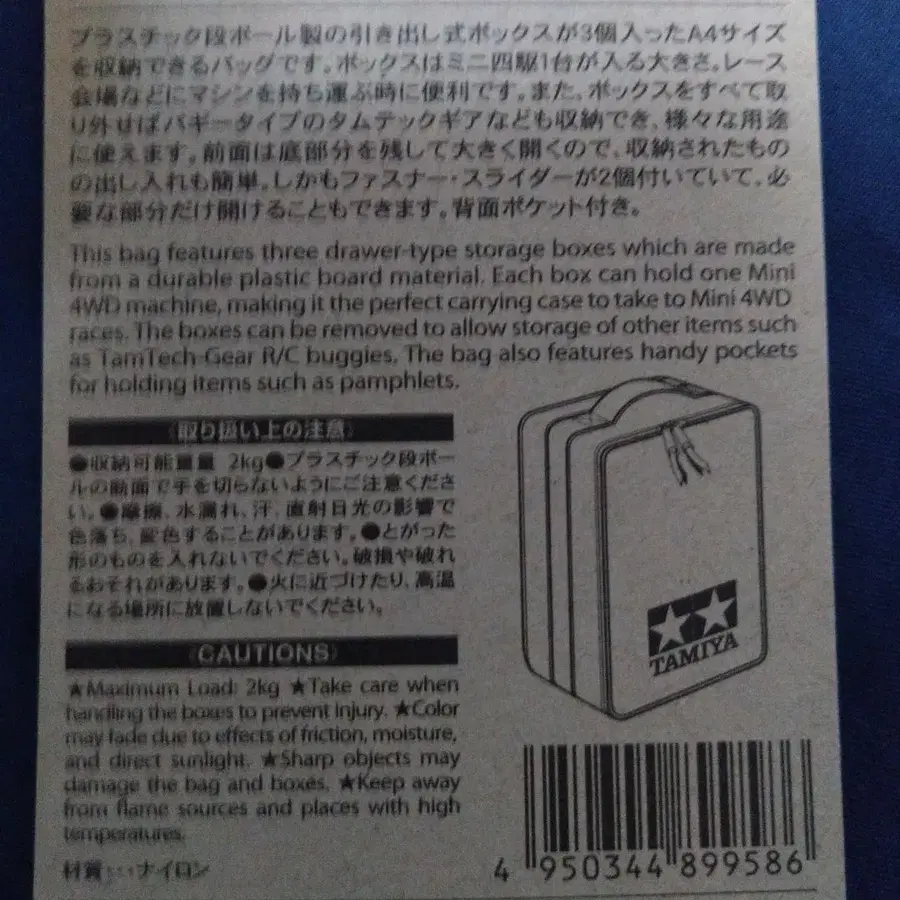 プラスチック段ボール製の引き出し式ボックスが3個入ったA4サイズ
を収納できるバッグです。ボックスはミニ四駆1台が入る大きさ。レース
会場などにマシンを持ち運ぶ時に便利です。また、ボックスをすべて取
り外せばバギータイプのタムテックギアなども収納でき、様々な用途
に使えます。前面は底部分を残して大きく開くので、収納されたもの
の出し入れも簡単。しかもファスナー・スライダーが2個付いていて、必
要な部分だけ開けることもできます。背面ポケット付き。
This bag features three drawer-type storage boxes which are made
from a durable plastic board material. Each box can hold one Mini
4WD machine, making it the perfect carrying case to take to Mini 4WD
races. The boxes can be removed to allow storage of other items such
as TamTech-Gear R/C buggies. The bag also features handy pockets
for holding items such as pamphlets.
取り扱い上の注意
●収納可能重量 2kg●プラスチック段ボー
ルの断面で手を切らないようにご注意くださ
い。●摩擦、水濡れ、汗、直射日光の影響で
色落ち、変色することがあります。●とがった
形のものを入れないでください。破損や破れ
るおそれがあります。●火に近づけたり、高温
になる場所に放置しないでください。
CAUTIONS
★Maximum Load: 2kg ★Take care when
handling the boxes to prevent injury. ★Color
may fade due to effects of friction, moisture,
and direct sunlight. ★Sharp objects may
damage the bag and boxes. ★Keep away
from flame sources and places with high
temperatures.
材質・・・ナイロン
TAMIYA
4 950344 899586